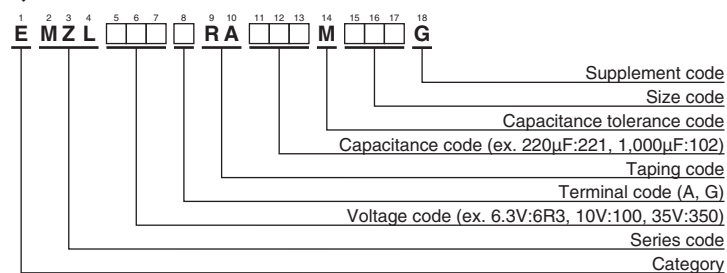 1 2 3 4 5 6 7 8 9 10 11 12 13 14 15 16 17 18
E M Z L □□□ □ R A □□□ M □□□ G
Supplement code
Size code
Capacitance tolerance code
Capacitance code (ex. 220μF:221, 1,000μF:102)
Taping code
Terminal code (A, G)
Voltage code (ex. 6.3V:6R3, 10V:100, 35V:350)
Series code
Category